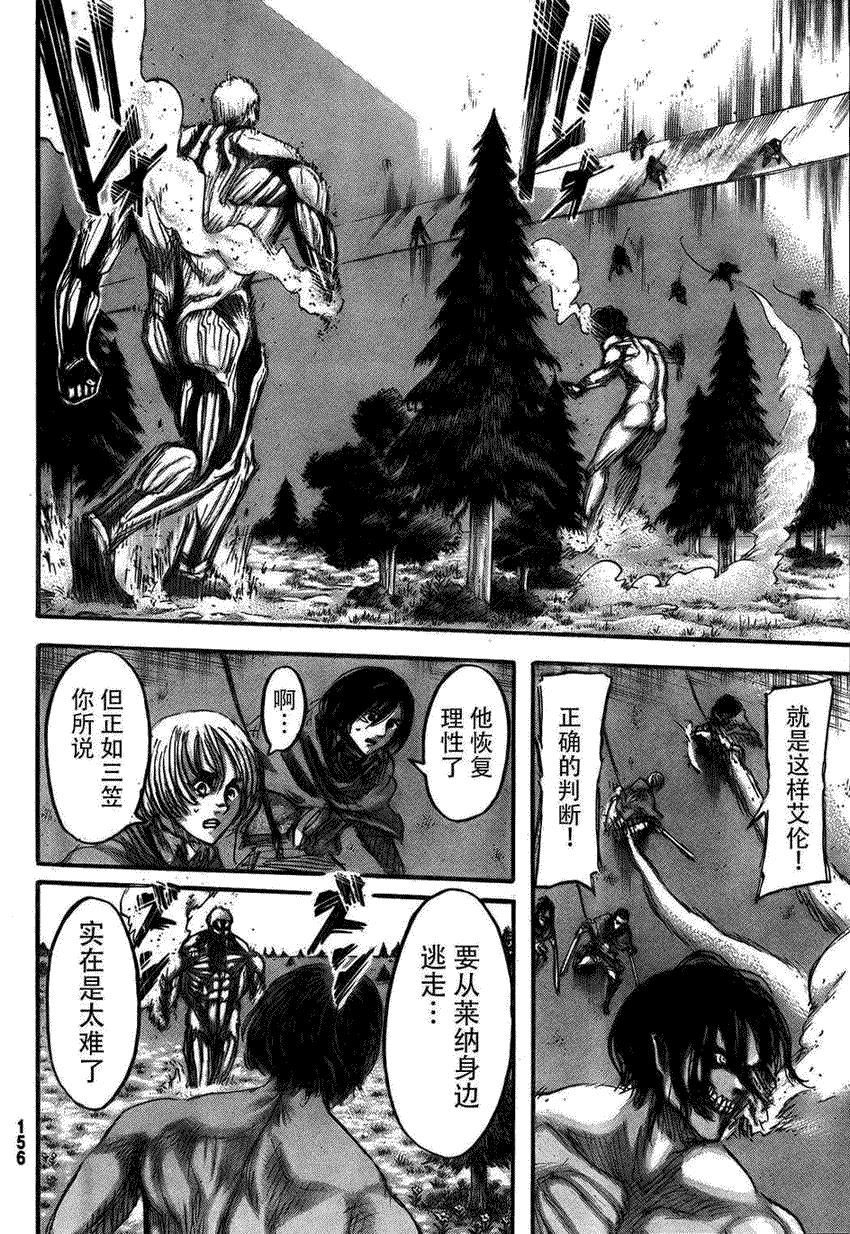 就是这样艾伦！
正确的判断！
他恢复
理性了
啊…
但正如三笠
你所说
要从莱纳身边
逃走…
实在是太难了
156